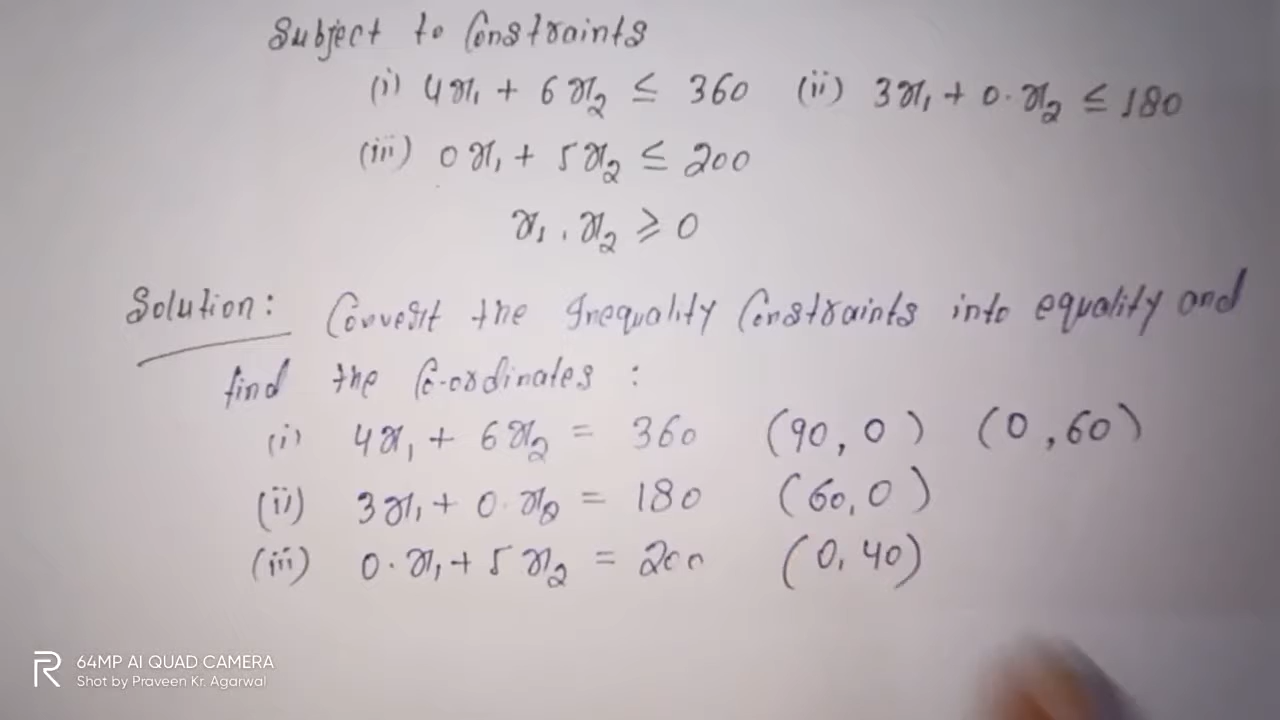 Subject to Constraints
(i) 4x₁ + 6x₂ ≤ 360 (ii) 3x₁ + 0.x₂ ≤ 180
(iii) 0x₁ + 5x₂ ≤ 200
x₁, x₂ ≥ 0
Solution: Convert the Inequality Constraints into equality and
find the Co-ordinates :
(i) 4x₁ + 6x₂ = 360 (90, 0) (0, 60)
(ii) 3x₁ + 0.x₂ = 180 (60, 0)
(iii) 0.x₁ + 5x₂ = 200 (0, 40)
64MP AI QUAD CAMERA
Shot by Praveen Kr. Agarwal